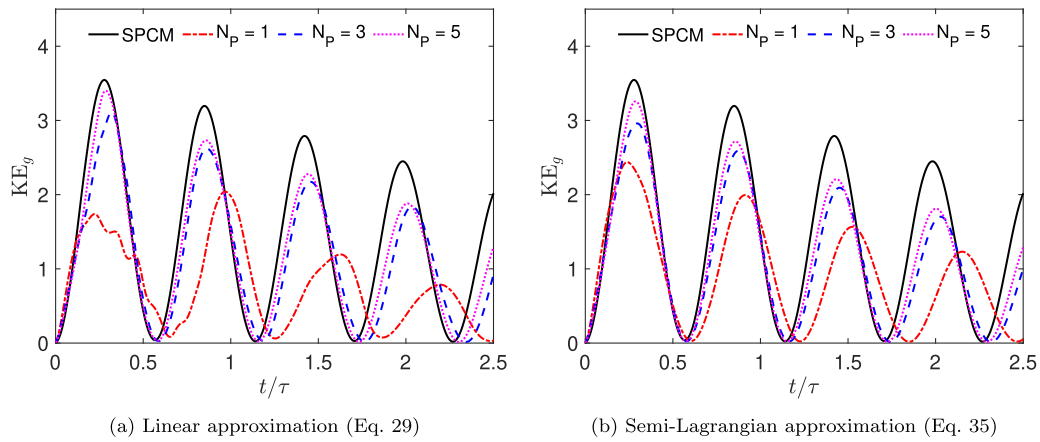 SPCM N_P = 1 N_P = 3 N_P = 5
4
3
2
1
0
KE_g
0 0.5 1 1.5 2 2.5
t/τ
(a) Linear approximation (Eq. 29)
SPCM N_P = 1 N_P = 3 N_P = 5
4
3
2
1
0
KE_g
0 0.5 1 1.5 2 2.5
t/τ
(b) Semi-Lagrangian approximation (Eq. 35)